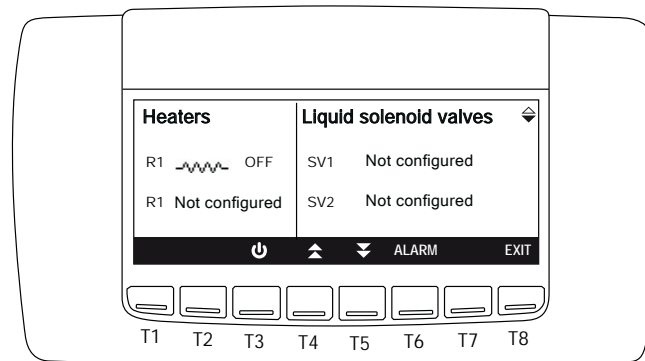 Heaters
Liquid solenoid valves
R1 OFF
SV1 Not configured
R1 Not configured
SV2 Not configured
ALARM EXIT
T1 T2 T3 T4 T5 T6 T7 T8